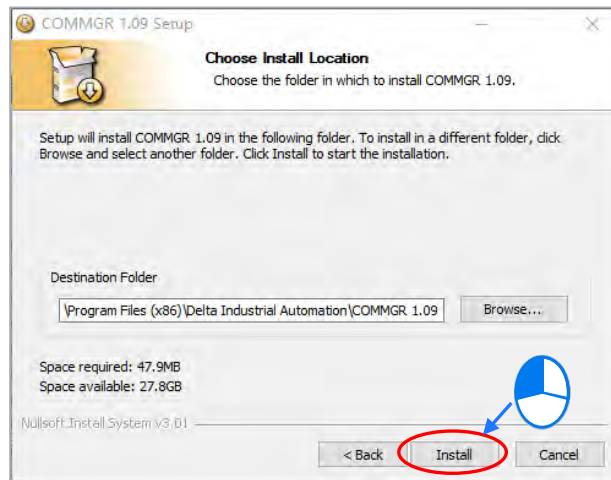 COMMGR 1.09 Setup
Choose Install Location
Choose the folder in which to install COMMGR 1.09.
Setup will install COMMGR 1.09 in the following folder. To install in a different folder, click
Browse and select another folder. Click Install to start the installation.
Destination Folder
\Program Files (x86)\Delta Industrial Automation\COMMGR 1.09
Browse...
Space required: 47.9MB
Space available: 27.8GB
Nullsoft Install System v3.01
< Back
Install
Cancel